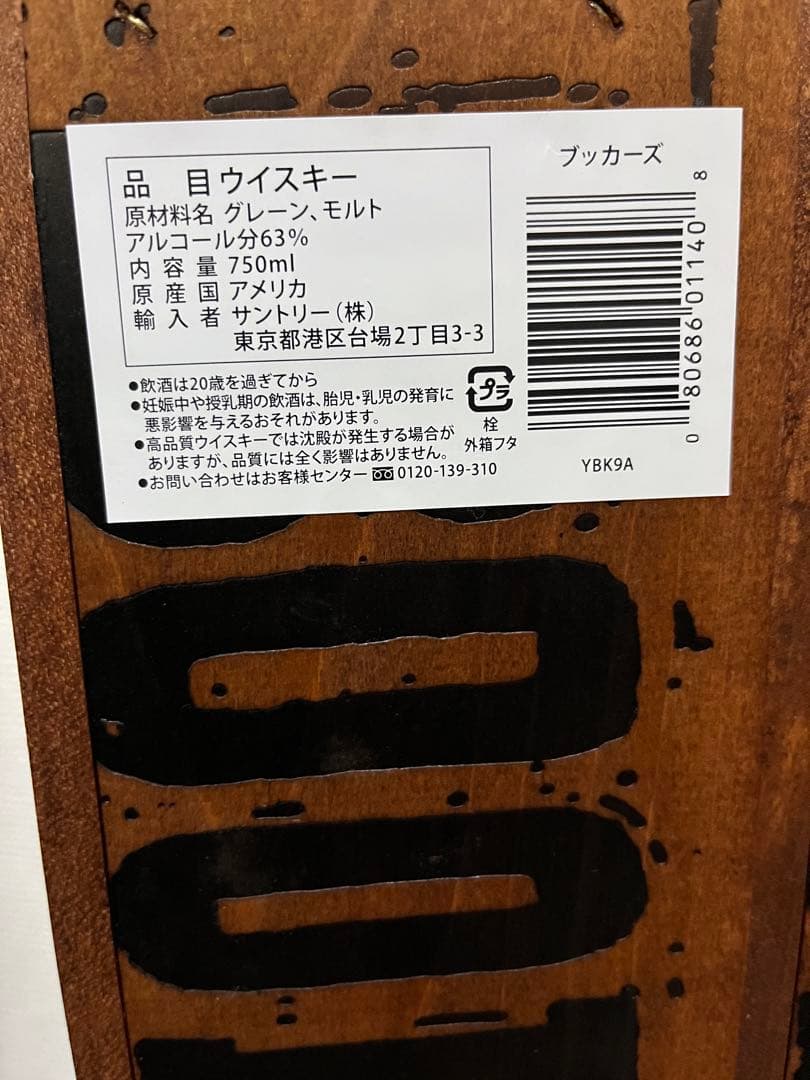 品 目 ウイスキー
原材料名 グレーン、モルト
アルコール分63%
内容量 750ml
原産国 アメリカ
輸入者 サントリー(株)
東京都港区台場2丁目3-3
●飲酒は20歳を過ぎてから
●妊娠中や授乳期の飲酒は、胎児・乳児の発育に
悪影響を与えるおそれがあります。
●高品質ウイスキーでは沈殿が発生する場合が
ありますが、品質には全く影響はありません。
●お問い合わせはお客様センター 0120-139-310
プラ
栓
外箱フタ
ブッカーズ
0 80686 01140 8
YBK9A